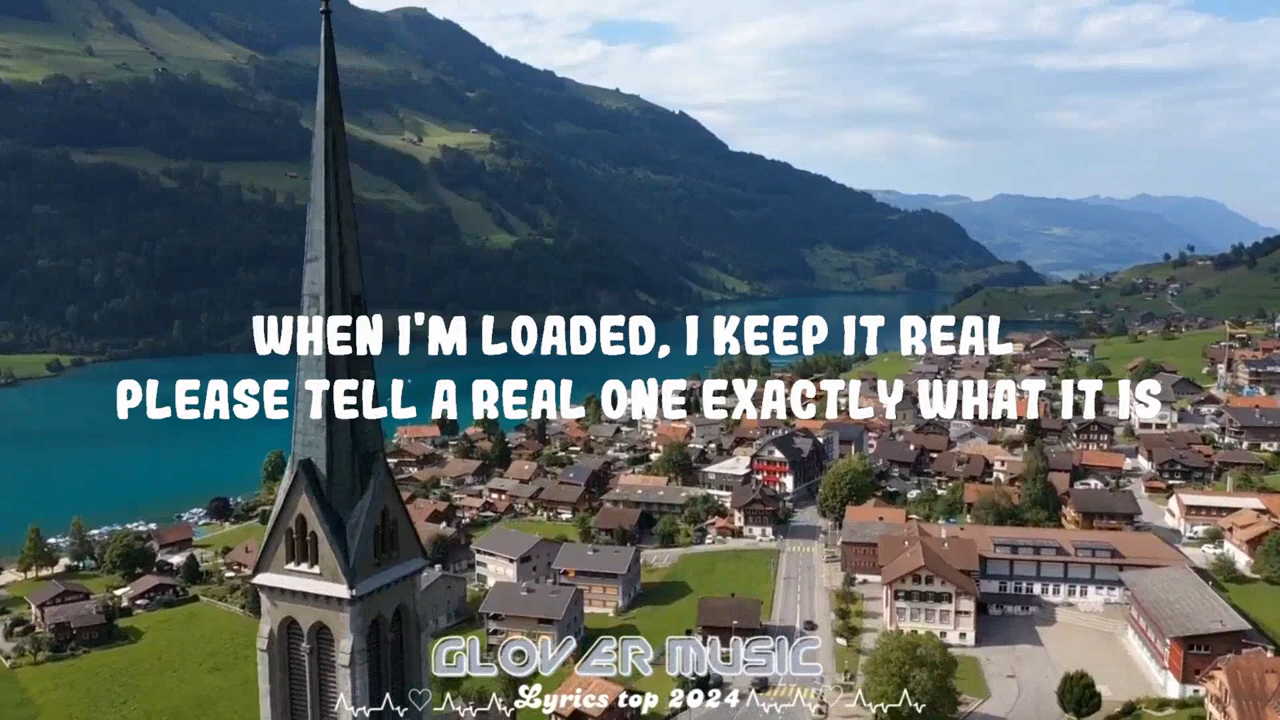 WHEN I'M LOADED, I KEEP IT REAL
PLEASE TELL A REAL ONE EXACTLY WHAT IT IS
GLOVER MUSIC
Lyrics top 2024